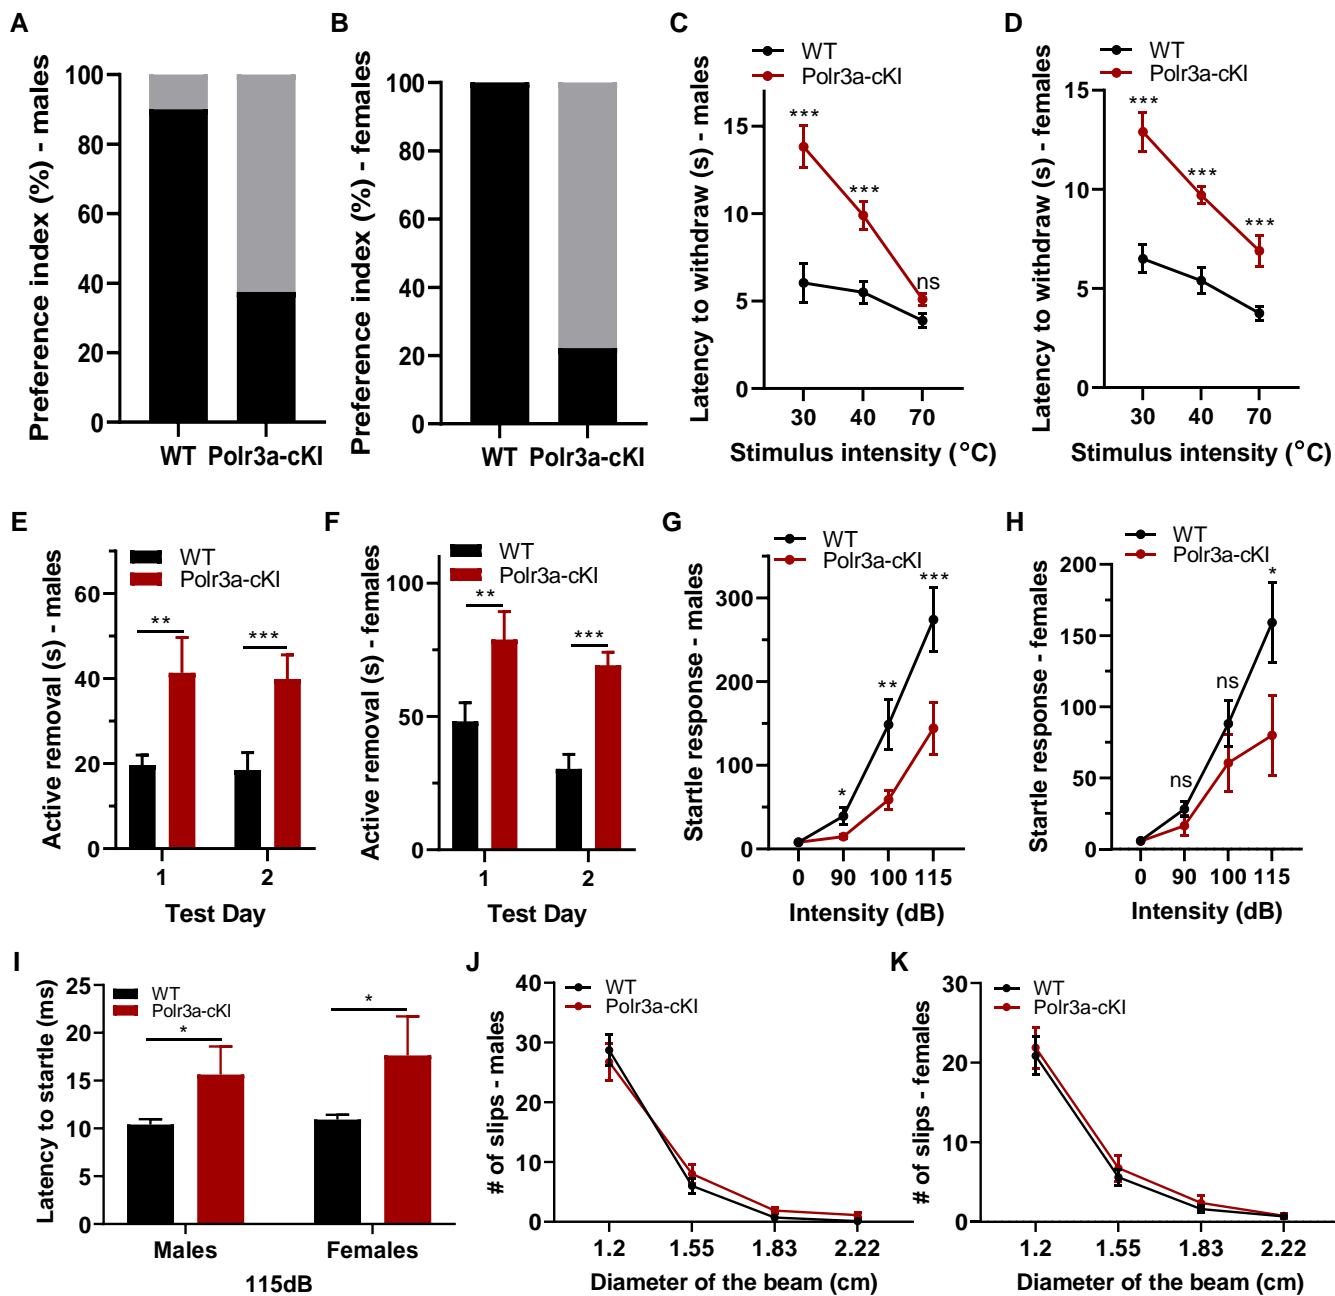 A
Preference index (%) - males
100
80
60
40
20
0
WT Polr3a-cKI
B
Preference index (%) - females
100
80
60
40
20
0
WT Polr3a-cKI
C
WT
Polr3a-cKI
Latency to withdraw (s) - males
15
10
5
0
***
***
ns
30 40 70
Stimulus intensity (°C)
D
WT
Polr3a-cKI
Latency to withdraw (s) - females
15
10
5
0
***
***
***
30 40 70
Stimulus intensity (°C)
E
WT
Polr3a-cKI
Active removal (s) - males
60
40
20
0
**
***
1 2
Test Day
F
WT
Polr3a-cKI
Active removal (s) - females
100
50
0
**
***
1 2
Test Day
G
WT
Polr3a-cKI
Startle response - males
300
200
100
0
*
**
***
0 90 100 115
Intensity (dB)
H
WT
Polr3a-cKI
Startle response - females
200
150
100
50
0
ns
ns
*
0 90 100 115
Intensity (dB)
I
WT
Polr3a-cKI
Latency to startle (ms)
25
20
15
10
5
0
*
*
Males Females
115dB
J
WT
Polr3a-cKI
# of slips - males
40
30
20
10
0
1.2 1.55 1.83 2.22
Diameter of the beam (cm)
K
WT
Polr3a-cKI
# of slips - females
30
20
10
0
1.2 1.55 1.83 2.22
Diameter of the beam (cm)